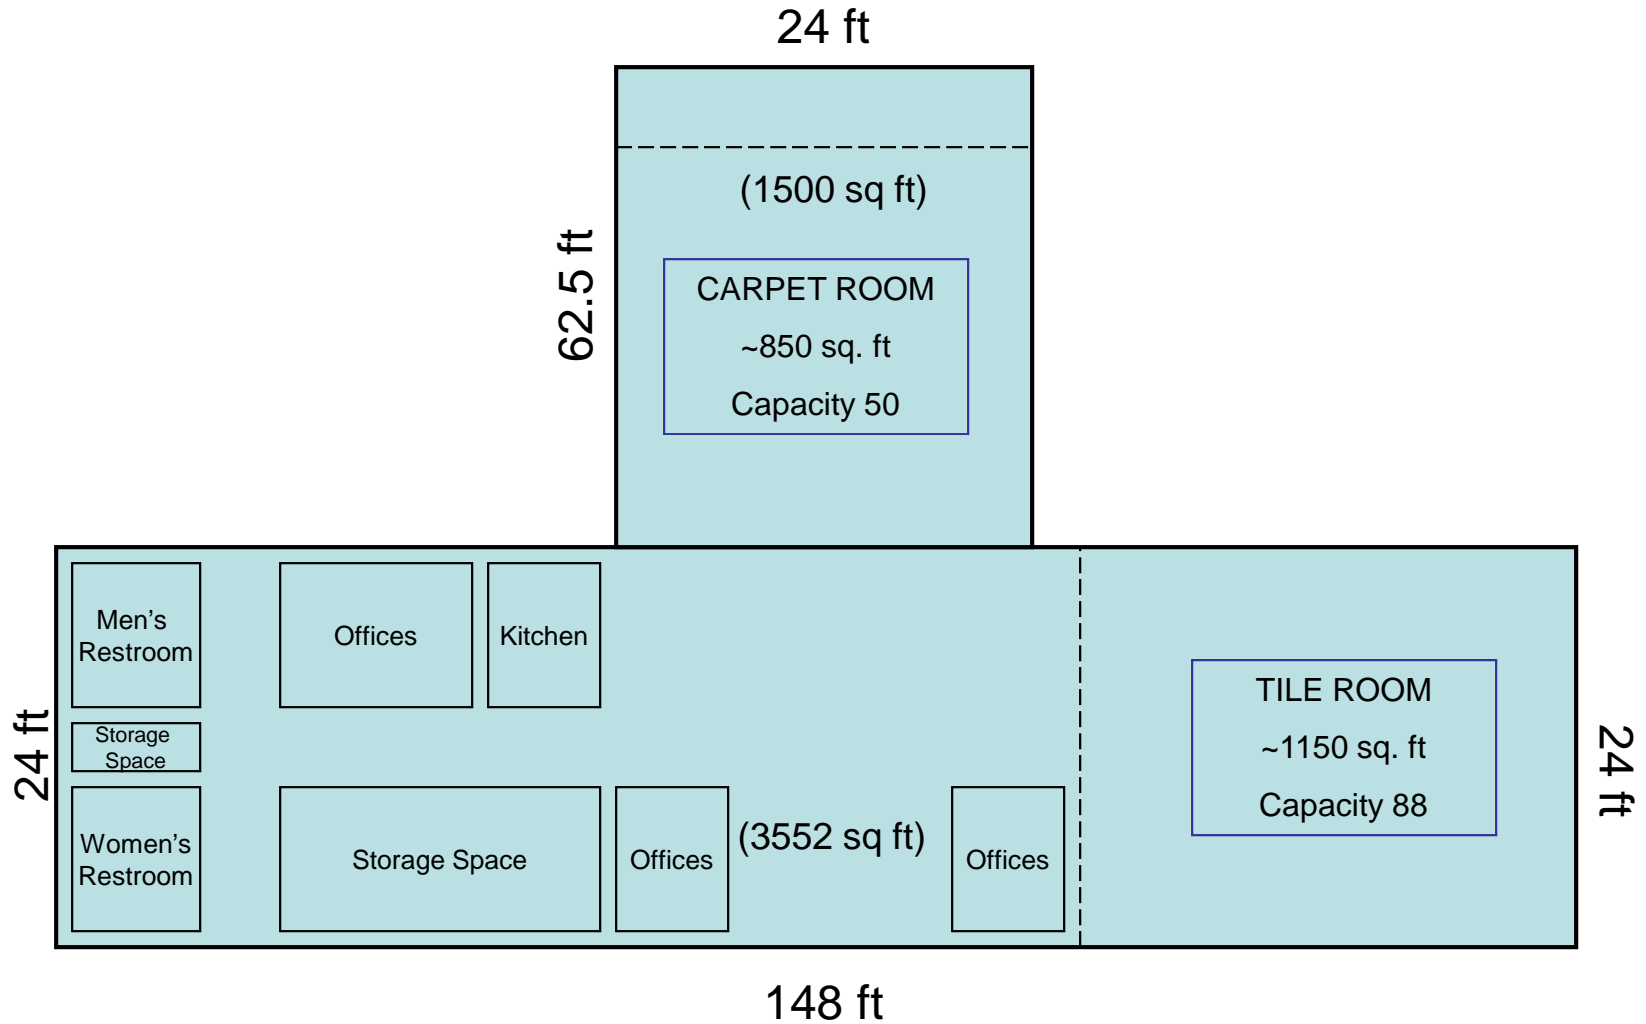 24 ft
(1500 sq ft)
62.5 ft
CARPET ROOM
~850 sq. ft
Capacity 50
Men's
Restroom
Offices
Kitchen
Storage
Space
24 ft
Women's
Restroom
Storage Space
Offices
(3552 sq ft)
Offices
TILE ROOM
~1150 sq. ft
Capacity 88
24 ft
148 ft